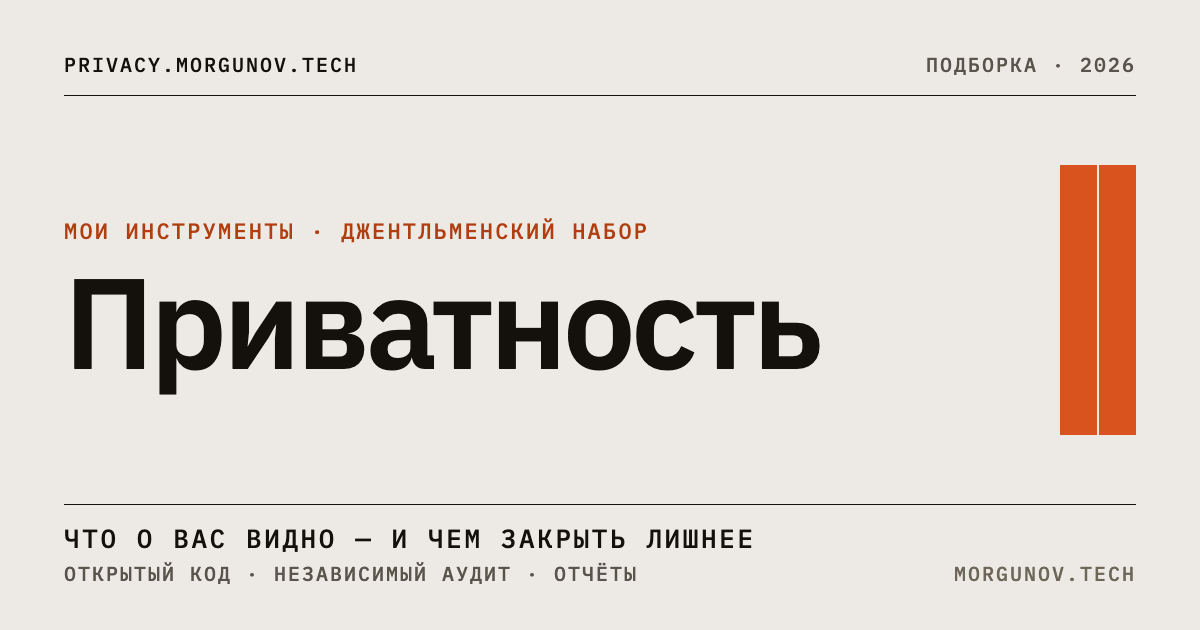 PRIVACY.MORGUNOV.TECH
ПОДБОРКА · 2026
МОИ ИНСТРУМЕНТЫ · ДЖЕНТЛЬМЕНСКИЙ НАБОР
Приватность
ЧТО О ВАС ВИДНО — И ЧЕМ ЗАКРЫТЬ ЛИШНЕЕ
ОТКРЫТЫЙ КОД · НЕЗАВИСИМЫЙ АУДИТ · ОТЧЁТЫ
MORGUNOV.TECH